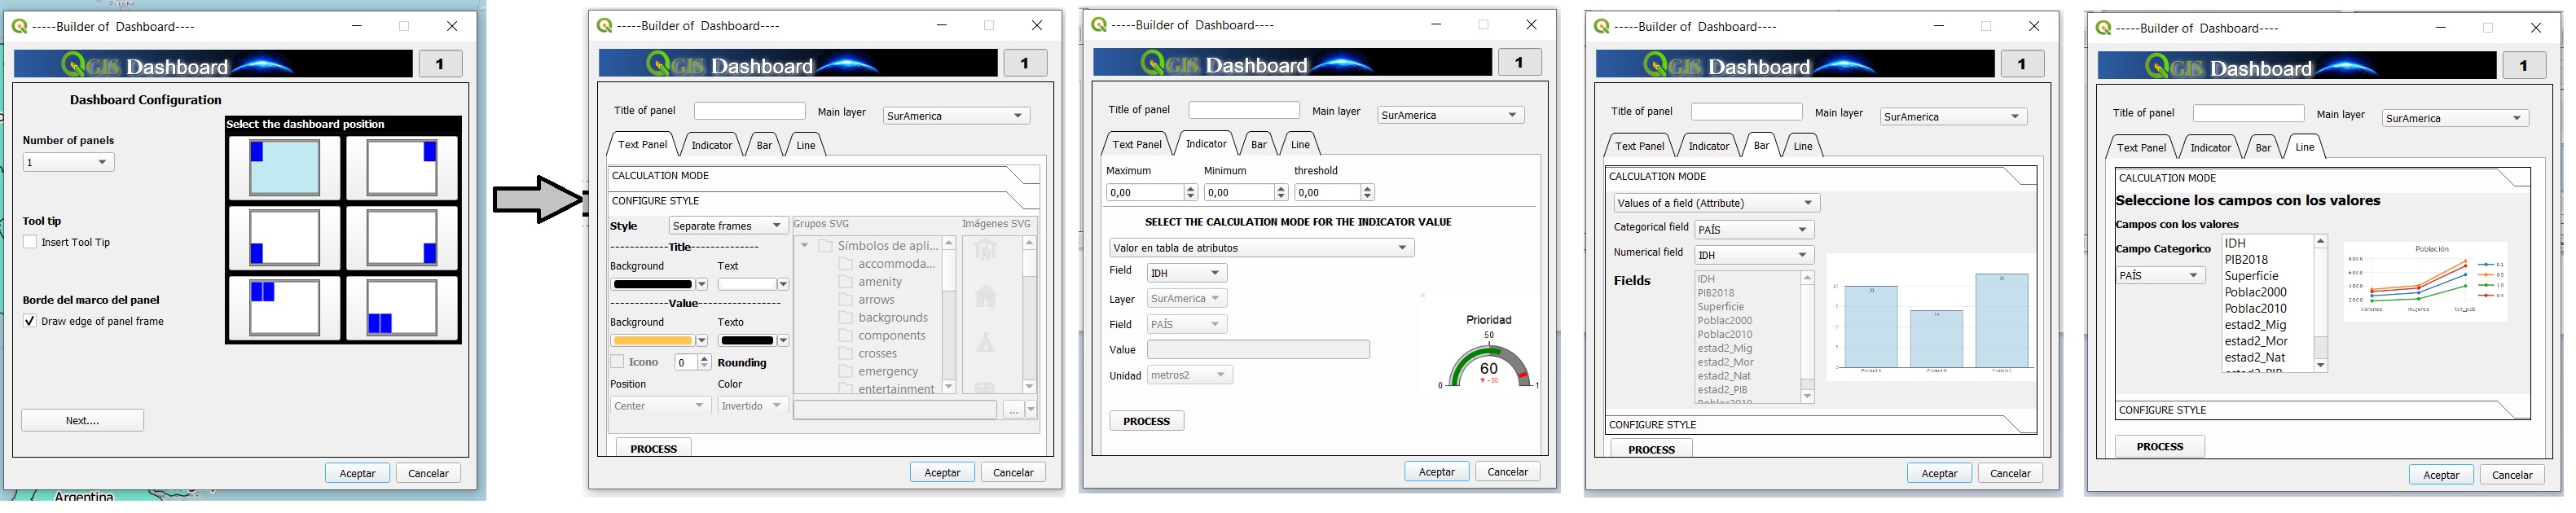 -----Builder of  Dashboard----
QGIS Dashboard
1
Dashboard Configuration
Number of panels
1
Select the dashboard position
Tool tip
Insert Tool Tip
Borde del marco del panel
Draw edge of panel frame
Next....
Aceptar
Cancelar
Argentina
-----Builder of  Dashboard----
QGIS Dashboard
1
Title of panel
Main layer
SurAmerica
Text Panel
Indicator
Bar
Line
CALCULATION MODE
CONFIGURE STYLE
Style
Separate frames
Grupos SVG
Imágenes SVG
------------Title--------------
Background
Text
------------Value----------------
Background
Texto
Icono
0
Rounding
Position
Color
Center
Invertido
Símbolos de apli...
accommoda...
amenity
arrows
backgrounds
components
crosses
emergency
entertainment
...
PROCESS
Aceptar
Cancelar
-----Builder of  Dashboard----
QGIS Dashboard
1
Title of panel
Main layer
SurAmerica
Text Panel
Indicator
Bar
Line
Maximum
Minimum
threshold
0,00
0,00
0,00
SELECT THE CALCULATION MODE FOR THE INDICATOR VALUE
Valor en tabla de atributos
Field
IDH
Layer
SurAmerica
Field
PAÍS
Value
Unidad
metros2
Prioridad
50
60
▼ -30
0
1
PROCESS
Aceptar
Cancelar
-----Builder of  Dashboard----
QGIS Dashboard
1
Title of panel
Main layer
SurAmerica
Text Panel
Indicator
Bar
Line
CALCULATION MODE
Values of a field (Attribute)
Categorical field
PAÍS
Numerical field
IDH
Fields
IDH
PIB2018
Superficie
Poblac2000
Poblac2010
estad2_Mig
estad2_Mor
estad2_Nat
estad2_PIB
Poblac2010
CONFIGURE STYLE
PROCESS
Aceptar
Cancelar
-----Builder of  Dashboard----
QGIS Dashboard
1
Title of panel
Main layer
SurAmerica
Text Panel
Indicator
Bar
Line
CALCULATION MODE
Seleccione los campos con los valores
Campos con los valores
Campo Categorico
PAÍS
IDH
PIB2018
Superficie
Poblac2000
Poblac2010
estad2_Mig
estad2_Mor
estad2_Nat
estad2_PIB
Población
varones
mujeres
tot_pob
CONFIGURE STYLE
PROCESS
Aceptar
Cancelar